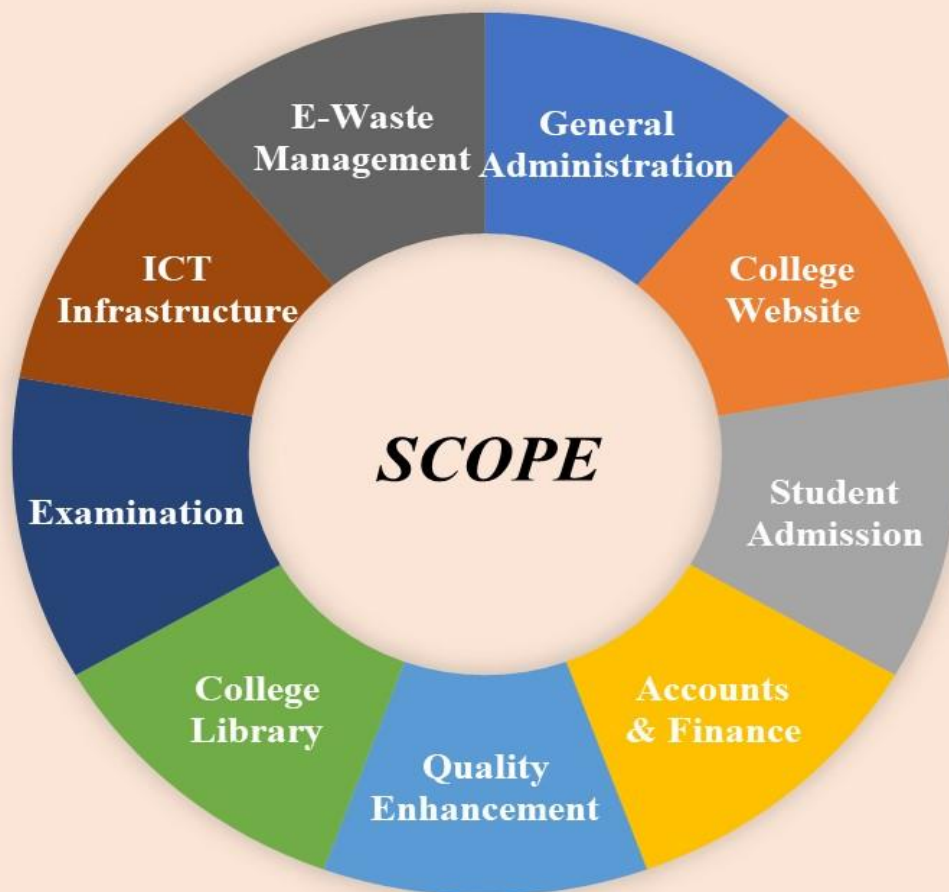 E-Waste
Management
General
Administration
College
Website
Student
Admission
Accounts
& Finance
Quality
Enhancement
College
Library
Examination
ICT
Infrastructure
SCOPE